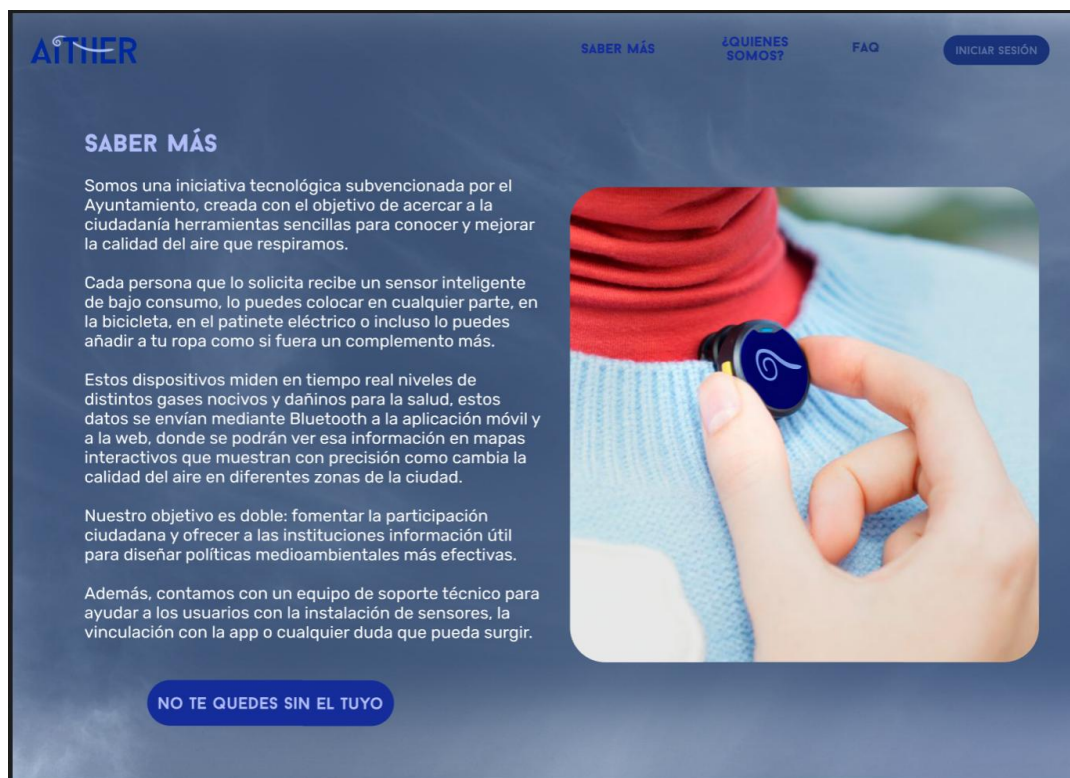 AiTHER
SABER MÁS
¿QUIENES
SOMOS?
FAQ
INICIAR SESIÓN
SABER MÁS
Somos una iniciativa tecnológica subvencionada por el
Ayuntamiento, creada con el objetivo de acercar a la
ciudadanía herramientas sencillas para conocer y mejorar
la calidad del aire que respiramos.
Cada persona que lo solicita recibe un sensor inteligente
de bajo consumo, lo puedes colocar en cualquier parte, en
la bicicleta, en el patinete eléctrico o incluso lo puedes
añadir a tu ropa como si fuera un complemento más.
Estos dispositivos miden en tiempo real niveles de
distintos gases nocivos y dañinos para la salud, estos
datos se envían mediante Bluetooth a la aplicación móvil y
a la web, donde se podrán ver esa información en mapas
interactivos que muestran con precisión como cambia la
calidad del aire en diferentes zonas de la ciudad.
Nuestro objetivo es doble: fomentar la participación
ciudadana y ofrecer a las instituciones información útil
para diseñar políticas medioambientales más efectivas.
Además, contamos con un equipo de soporte técnico para
ayudar a los usuarios con la instalación de sensores, la
vinculación con la app o cualquier duda que pueda surgir.
NO TE QUEDES SIN EL TUYO